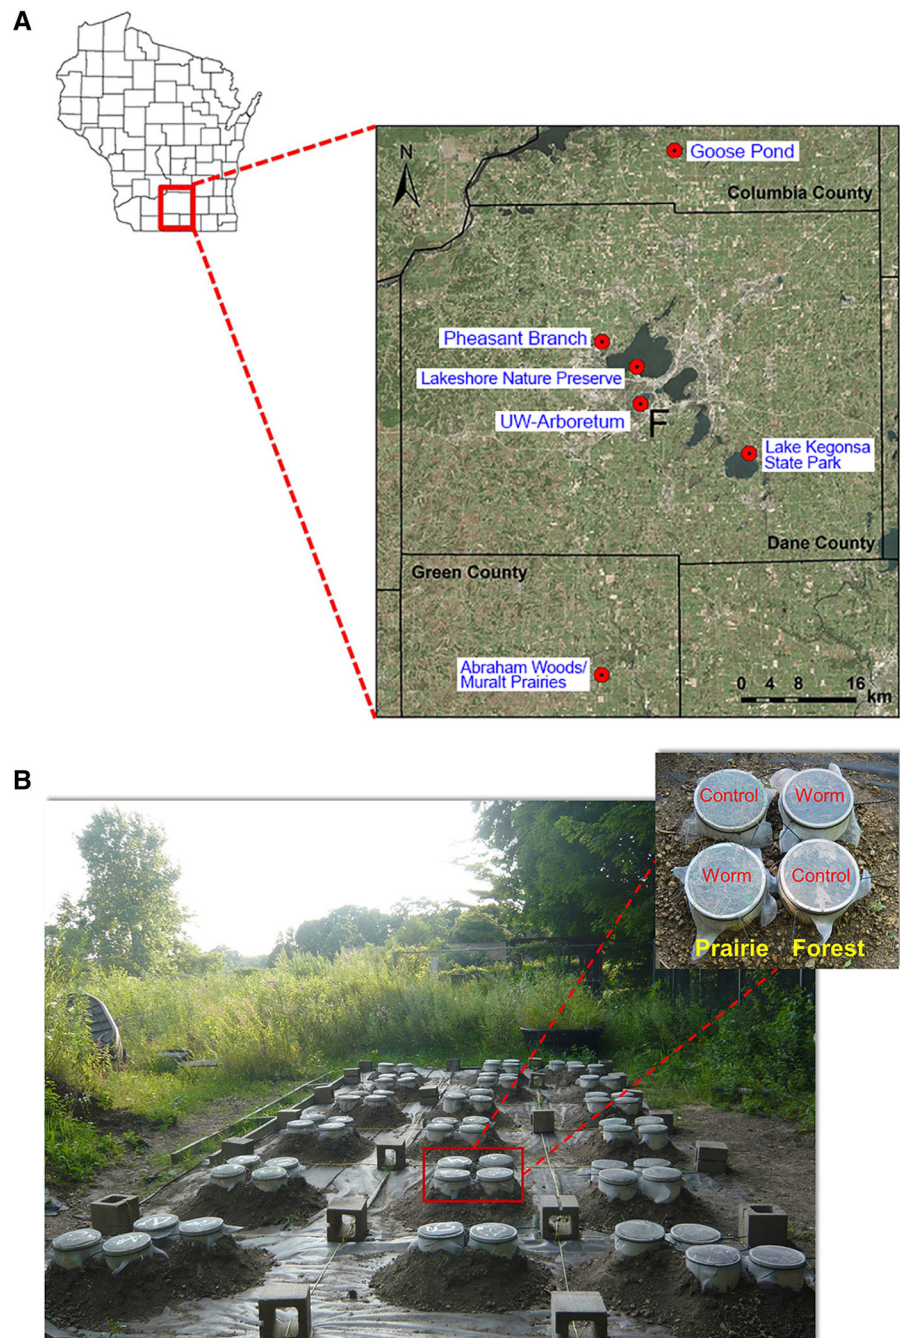 A
N
Goose Pond
Columbia County
Pheasant Branch
Lakeshore Nature Preserve
UW-Arboretum
F
Lake Kegonsa
State Park
Dane County
Green County
Abraham Woods/
Muralt Prairies
0 4 8 16
km
B
Control Worm
Worm Control
Prairie Forest